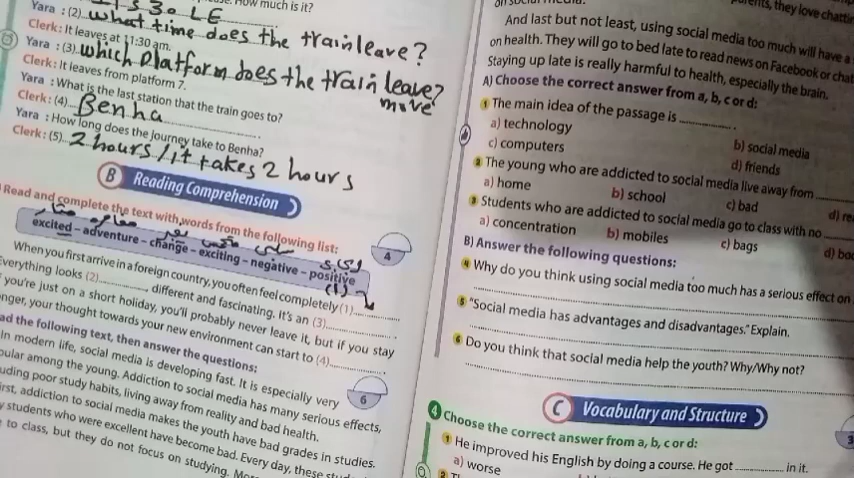 How much is it?
Yara : (2) what time does the train leave?
Clerk: It leaves at 11:30 am.
Yara : (3) which Platform does the train leave?
move
Clerk: It leaves from platform 7.
Yara : What is the last station that the train goes to?
Clerk: (4) Benha
Yara : How long does the journey take to Benha?
Clerk: (5) 2 hours / it takes 2 hours
B Reading Comprehension
Read and complete the text with words from the following list:
excited – adventure – change – exciting – negative – positive
4
When you first arrive in a foreign country, you often feel completely (1)
everything looks (2) different and fascinating. It's an (3)
you're just on a short holiday, you'll probably never leave it, but if you stay
nger, your thought towards your new environment can start to (4)
ad the following text, then answer the questions:
6
In modern life, social media is developing fast. It is especially very
pular among the young. Addiction to social media has many serious effects,
uding poor study habits, living away from reality and bad health.
irst, addiction to social media makes the youth have bad grades in studies.
y students who were excellent have become bad. Every day, these
to class, but they do not focus on studying.
on social media.
they love chattin
And last but not least, using social media too much will have a
on health. They will go to bed late to read news on Facebook or chat
Staying up late is really harmful to health, especially the brain.
A) Choose the correct answer from a, b, c or d:
1 The main idea of the passage is .
a) technology b) social media
c) computers d) friends
2 The young who are addicted to social media live away from
a) home b) school c) bad d) re
3 Students who are addicted to social media go to class with no
a) concentration b) mobiles c) bags d) boo
B) Answer the following questions:
4 Why do you think using social media too much has a serious effect on
5 "Social media has advantages and disadvantages." Explain.
6 Do you think that social media help the youth? Why/Why not?
C Vocabulary and Structure
3
4 Choose the correct answer from a, b, c or d:
1 He improved his English by doing a course. He got in it.
a) worse